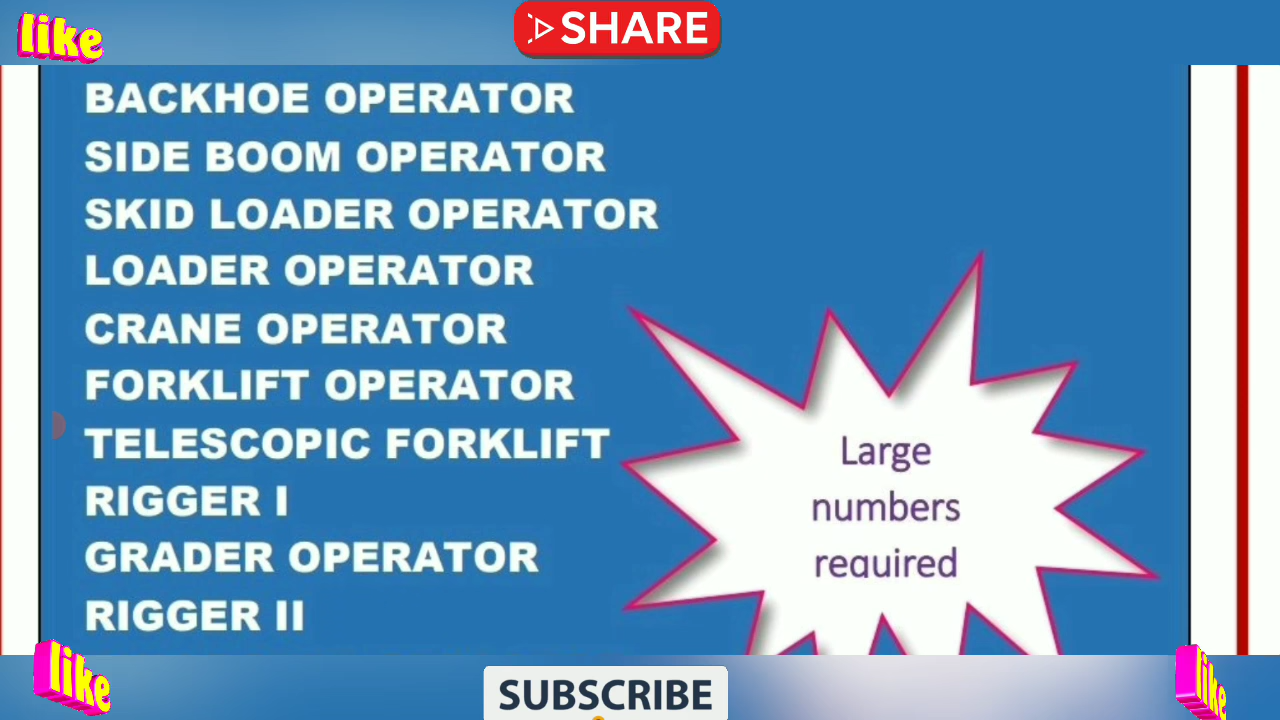 like
SHARE
BACKHOE OPERATOR
SIDE BOOM OPERATOR
SKID LOADER OPERATOR
LOADER OPERATOR
CRANE OPERATOR
FORKLIFT OPERATOR
TELESCOPIC FORKLIFT
RIGGER I
GRADER OPERATOR
RIGGER II
Large
numbers
required
like
SUBSCRIBE
like